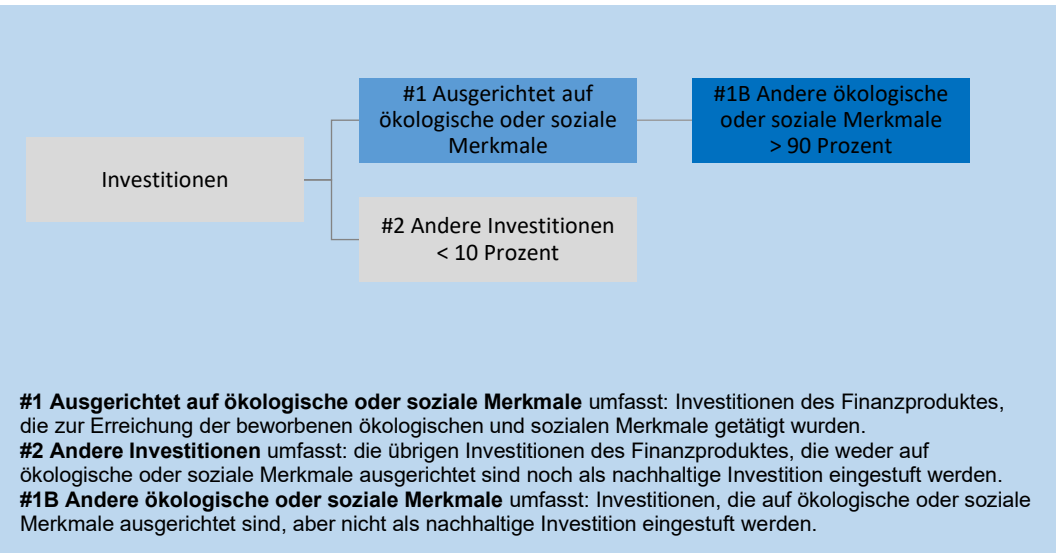 #1 Ausgerichtet auf
ökologische oder soziale
Merkmale
#1B Andere ökologische
oder soziale Merkmale
> 90 Prozent
Investitionen
#2 Andere Investitionen
< 10 Prozent
#1 Ausgerichtet auf ökologische oder soziale Merkmale umfasst: Investitionen des Finanzproduktes,
die zur Erreichung der beworbenen ökologischen und sozialen Merkmale getätigt wurden.
#2 Andere Investitionen umfasst: die übrigen Investitionen des Finanzproduktes, die weder auf
ökologische oder soziale Merkmale ausgerichtet sind noch als nachhaltige Investition eingestuft werden.
#1B Andere ökologische oder soziale Merkmale umfasst: Investitionen, die auf ökologische oder soziale
Merkmale ausgerichtet sind, aber nicht als nachhaltige Investition eingestuft werden.